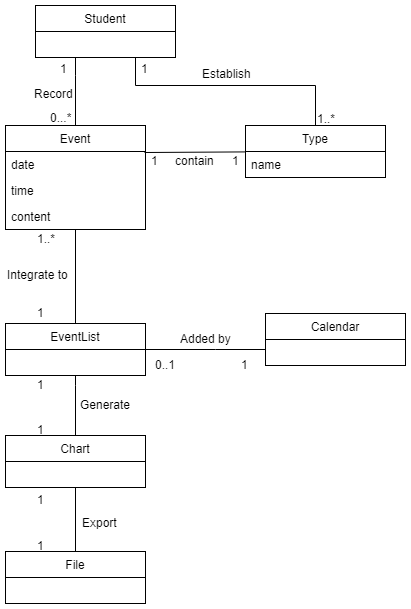 Student
1 1
Establish
Record
0...* 1..*
Event Type
date 1 contain 1 name
time
content
1..*
Integrate to
1
EventList Calendar
Added by
0..1 1
1
Generate
1
Chart
1
Export
1
File